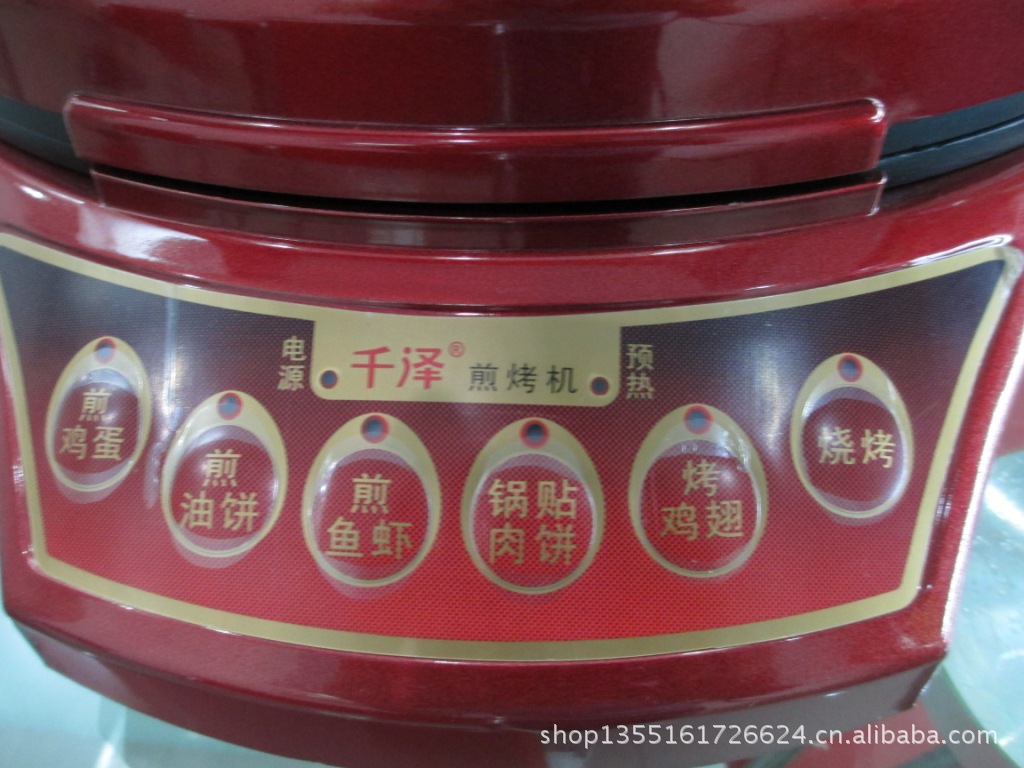 电源
千泽® 煎烤机
预热
煎
鸡蛋
煎
油饼
煎
鱼虾
锅贴
肉饼
烤
鸡翅
烧烤
shop1355161726624.cn.alibaba.com